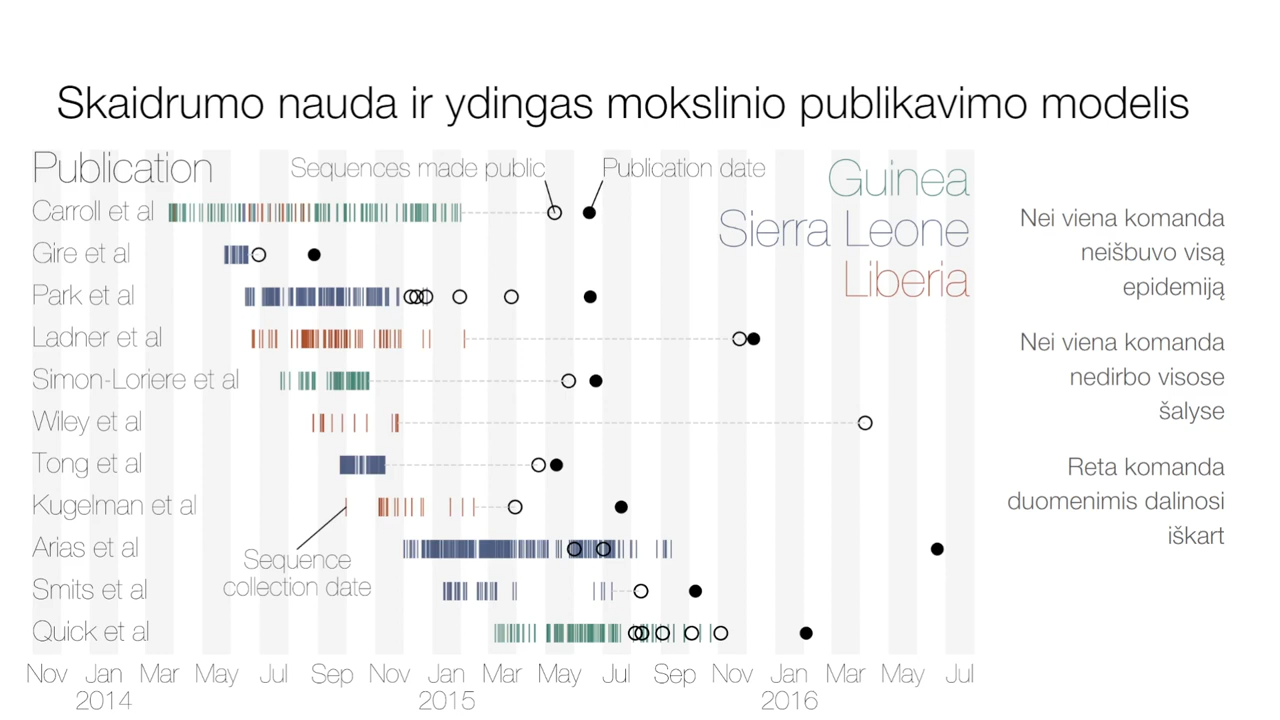 Skaidrumo nauda ir ydingas mokslinio publikavimo modelis
Publication
Sequences made public
Publication date
Guinea
Sierra Leone
Liberia
Carroll et al
Gire et al
Park et al
Ladner et al
Simon-Loriere et al
Wiley et al
Tong et al
Kugelman et al
Arias et al
Smits et al
Quick et al
Sequence
collection date
Nov Jan Mar May Jul Sep Nov Jan Mar May Jul Sep Nov Jan Mar May Jul
2014 2015 2016
Nei viena komanda
neišbuvo visą
epidemiją
Nei viena komanda
nedirbo visose
šalyse
Reta komanda
duomenimis dalinosi
iškart